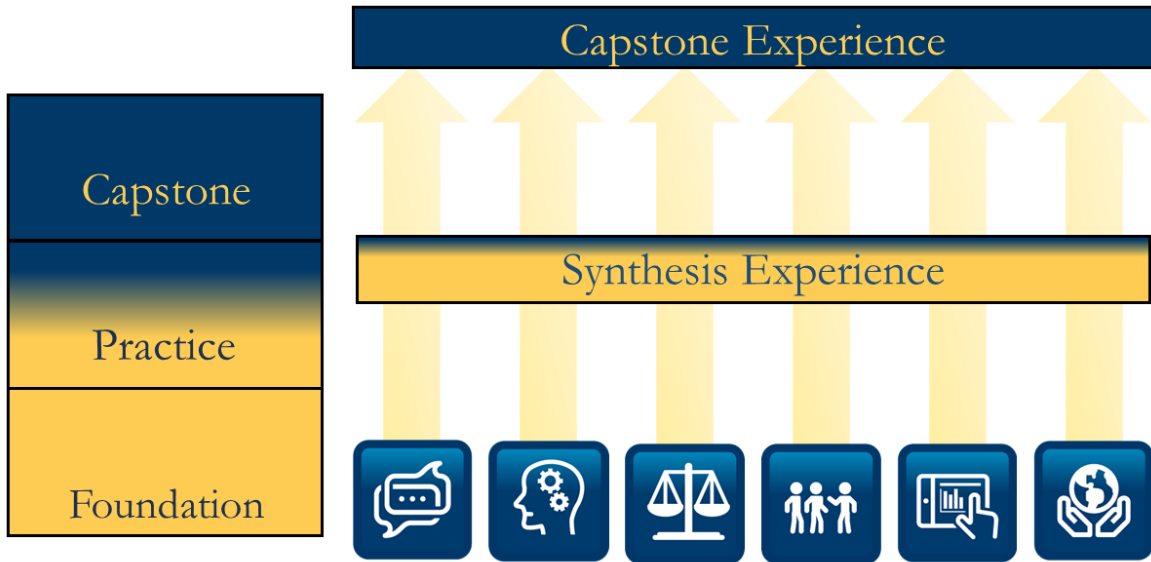 Capstone Experience
Capstone
Synthesis Experience
Practice
Foundation